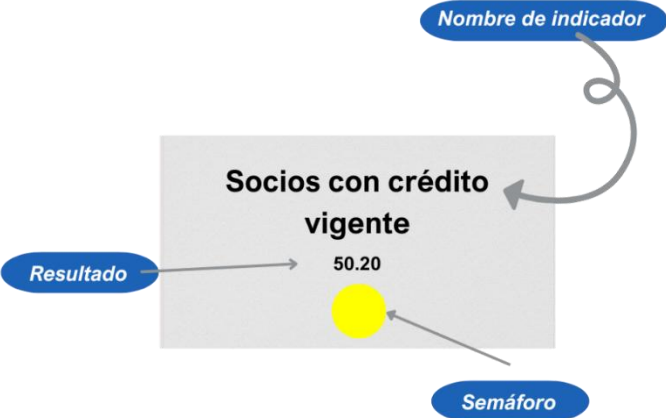 Nombre de indicador
Socios con crédito
vigente
50.20
Resultado
Semáforo